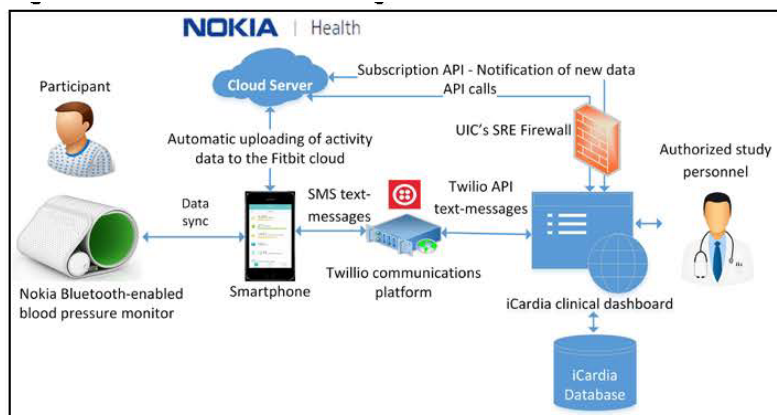 NOKIA | Health
Participant
Cloud Server
Subscription API - Notification of new data
API calls
UIC's SRE Firewall
Authorized study
personnel
Automatic uploading of activity
data to the Fitbit cloud
Data
sync
SMS text-
messages
Twilio API
text-messages
Nokia Bluetooth-enabled
blood pressure monitor
Smartphone
Twillio communications
platform
iCardia clinical dashboard
iCardia
Database